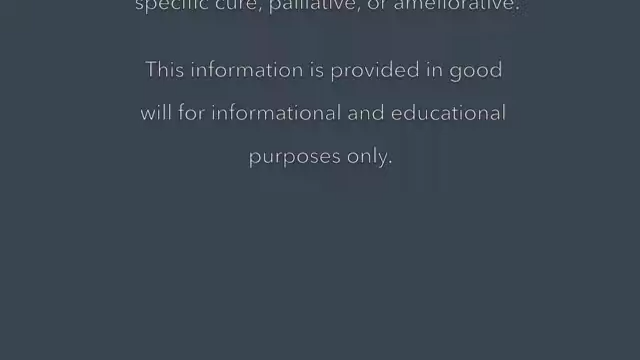 specific cure, palliative, or ameliorative.
This information is provided in good
will for informational and educational
purposes only.